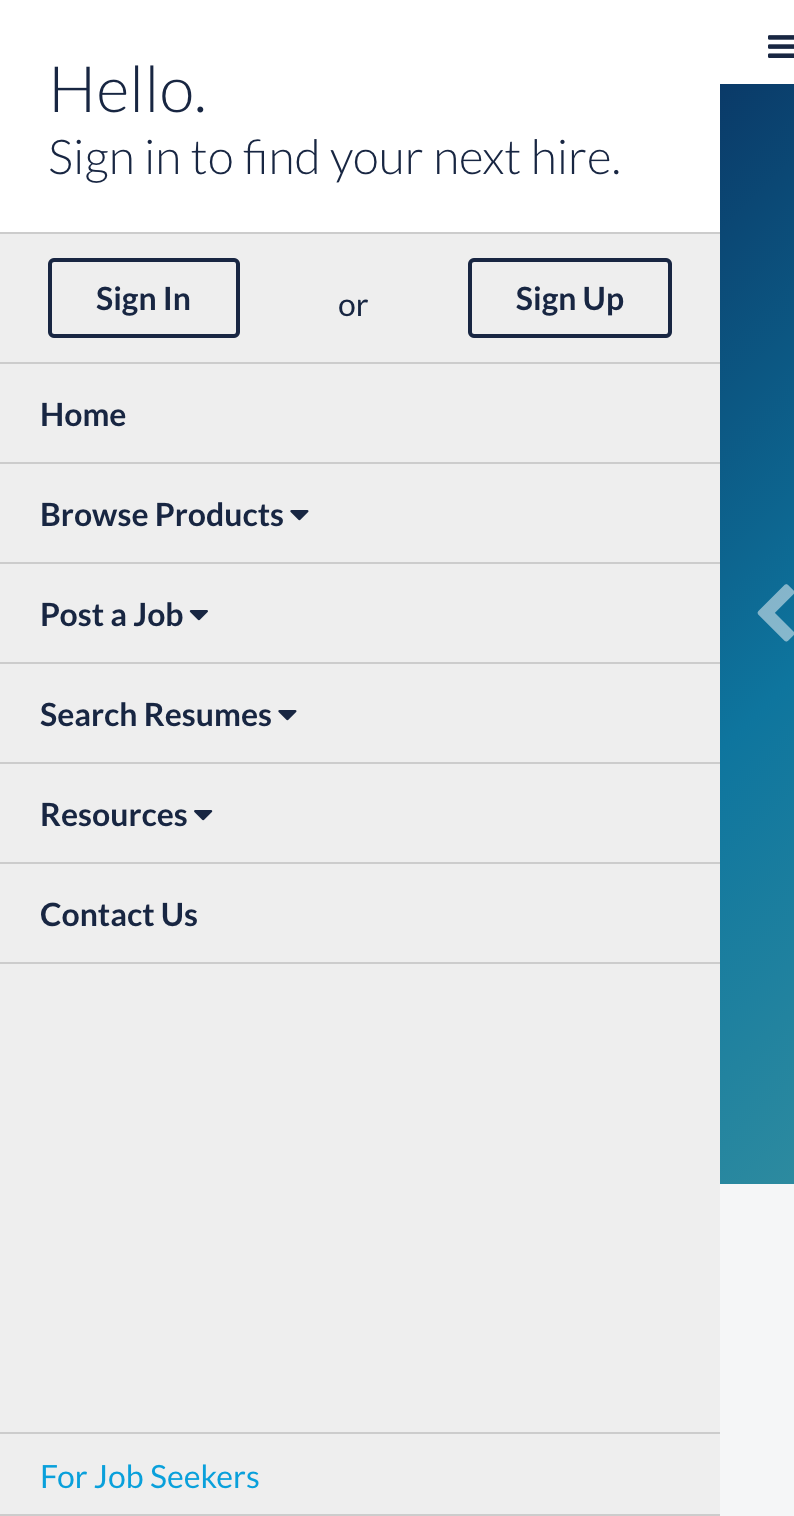 Hello.
Sign in to find your next hire.
Sign In or Sign Up
Home
Browse Products
Post a Job
Search Resumes
Resources
Contact Us
For Job Seekers